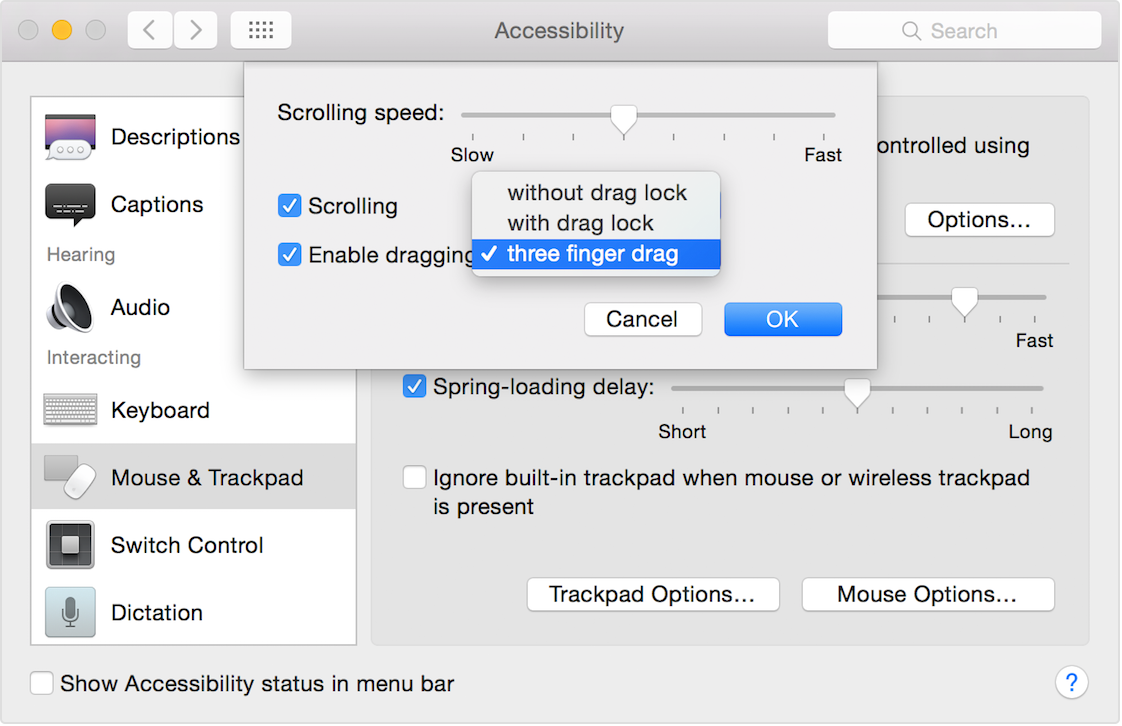 Accessibility
Search
Descriptions
Captions
Hearing
Audio
Interacting
Keyboard
Mouse & Trackpad
Switch Control
Dictation
Scrolling speed:
Slow Fast
Scrolling
without drag lock
with drag lock
Enable dragging
✓ three finger drag
Cancel OK
ontrolled using
Options...
Fast
Spring-loading delay:
Short Long
Ignore built-in trackpad when mouse or wireless trackpad
is present
Trackpad Options... Mouse Options...
Show Accessibility status in menu bar
?